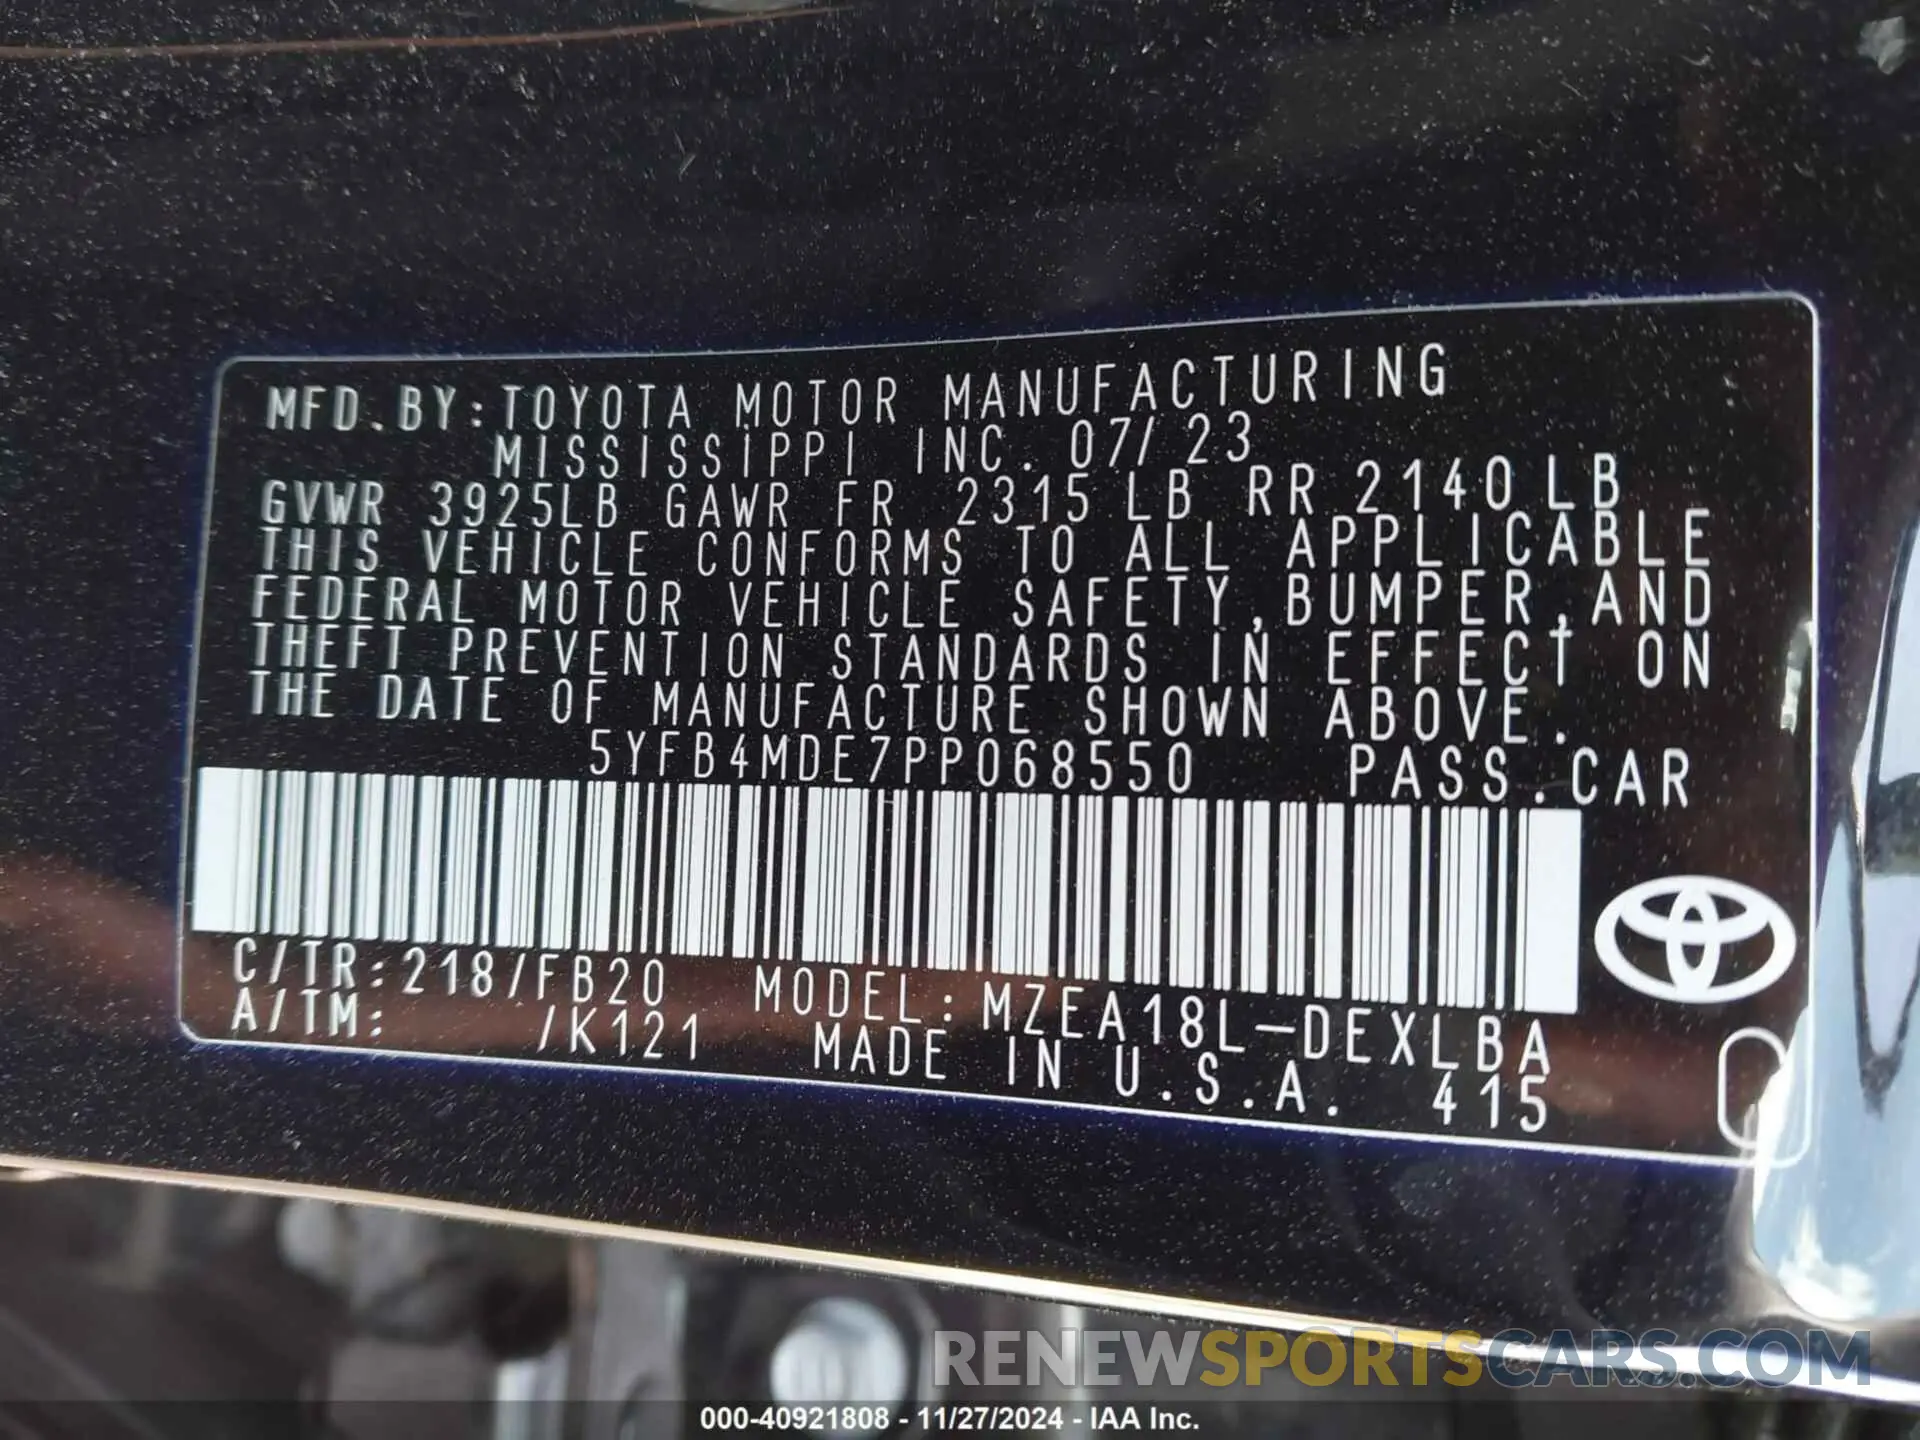 MFD.BY:TOYOTA MOTOR MANUFACTURING
MISSISSIPPI INC. 07/ 23
GVWR 3925LB GAWR FR 2315 LB RR 2140 LB
THIS VEHICLE CONFORMS TO ALL APPLICABLE
FEDERAL MOTOR VEHICLE SAFETY, BUMPER, AND
THEFT PREVENTION STANDARDS IN EFFECT ON
THE DATE OF MANUFACTURE SHOWN ABOVE.
5YFB4MDE7PP068550 PASS.CAR
C/TR:218/FB20 MODEL:MZEA18L-DEXLBA
A/TM: /K121 MADE IN U.S.A. 415
RENEWSPORTSCARS.COM
000-40921808 - 11/27/2024 - IAA Inc.